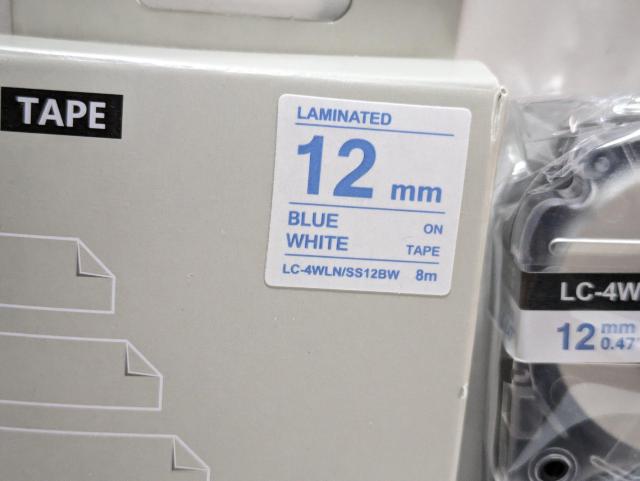 TAPE
LAMINATED
12 mm
BLUE ON
WHITE TAPE
LC-4WLN/SS12BW 8m
LC-4W
12 mm
0.47"